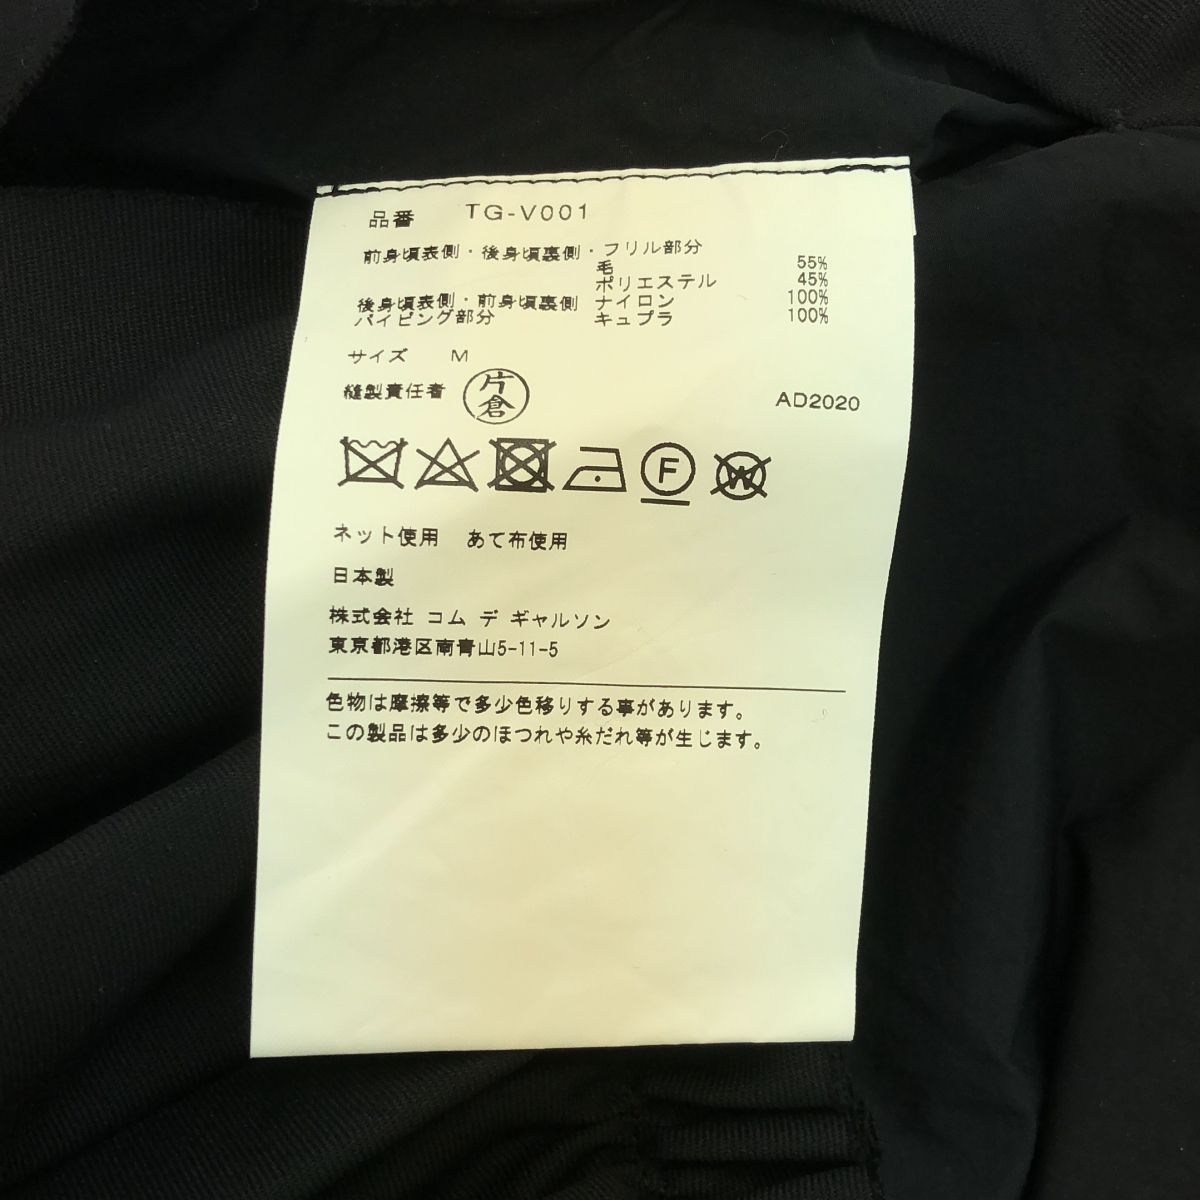 品番 TG-V001
前身頃表側・後身頃裏側・フリル部分
毛 55%
ポリエステル 45%
後身頃表側・前身頃裏側 ナイロン 100%
パイピング部分 キュプラ 100%
サイズ M
縫製責任者 片倉 AD2020
F W
ネット使用 あて布使用
日本製
株式会社 コム デ ギャルソン
東京都港区南青山5-11-5
色物は摩擦等で多少色移りする事があります。
この製品は多少のほつれや糸だれ等が生じます。